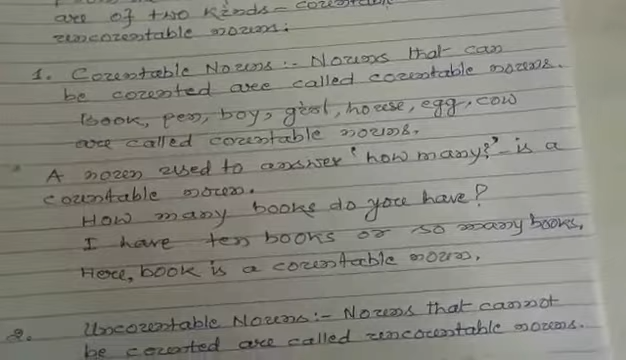 are of two kinds - countable
uncountable nouns:
1. Countable Nouns :- Nouns that can
be counted are called countable nouns.
Book, pen, boy, girl, house, egg, cow
are called countable nouns.
A noun used to answer 'how many?' - is a
countable noun.
How many books do you have?
I have ten books or so many books.
Here, book is a countable noun.
2. Uncountable Nouns :- Nouns that cannot
be counted are called uncountable nouns.